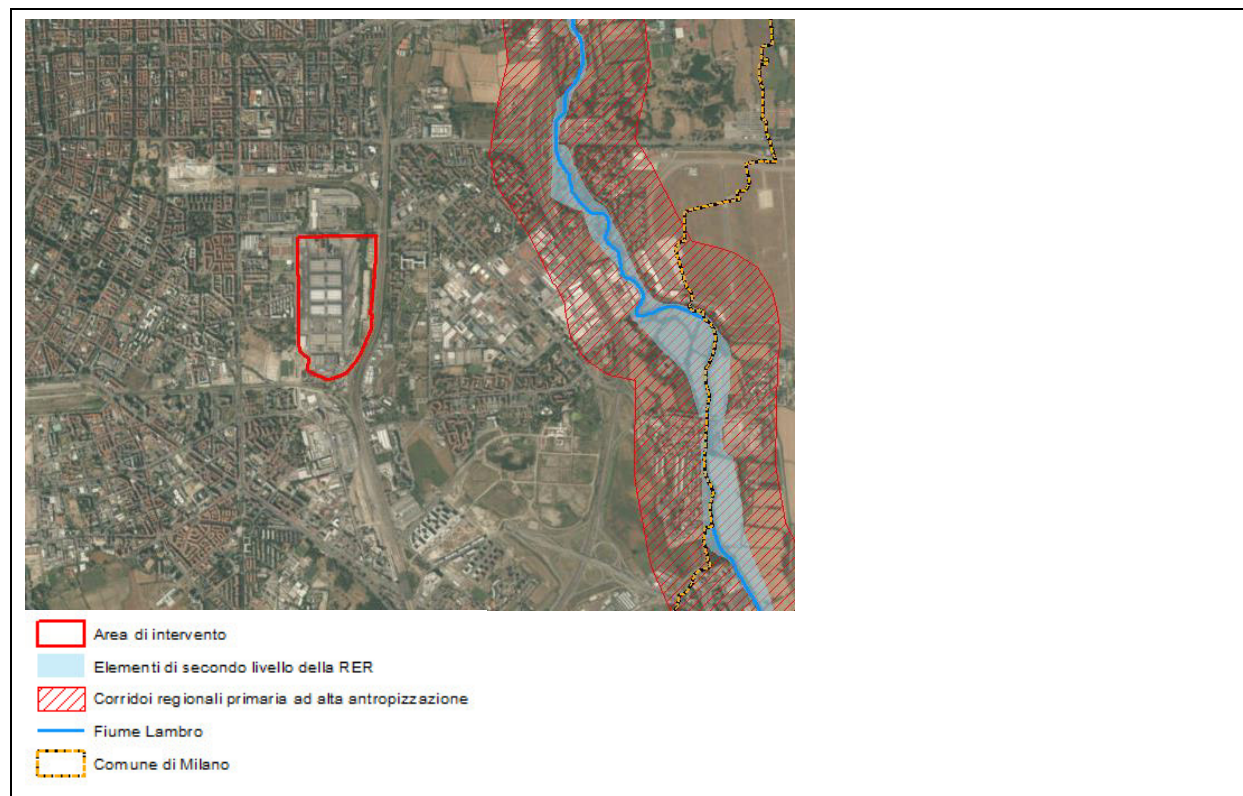 Area di intervento
Elementi di secondo livello della RER
Corridoi regionali primaria ad alta antropizzazione
Fiume Lambro
Comune di Milano